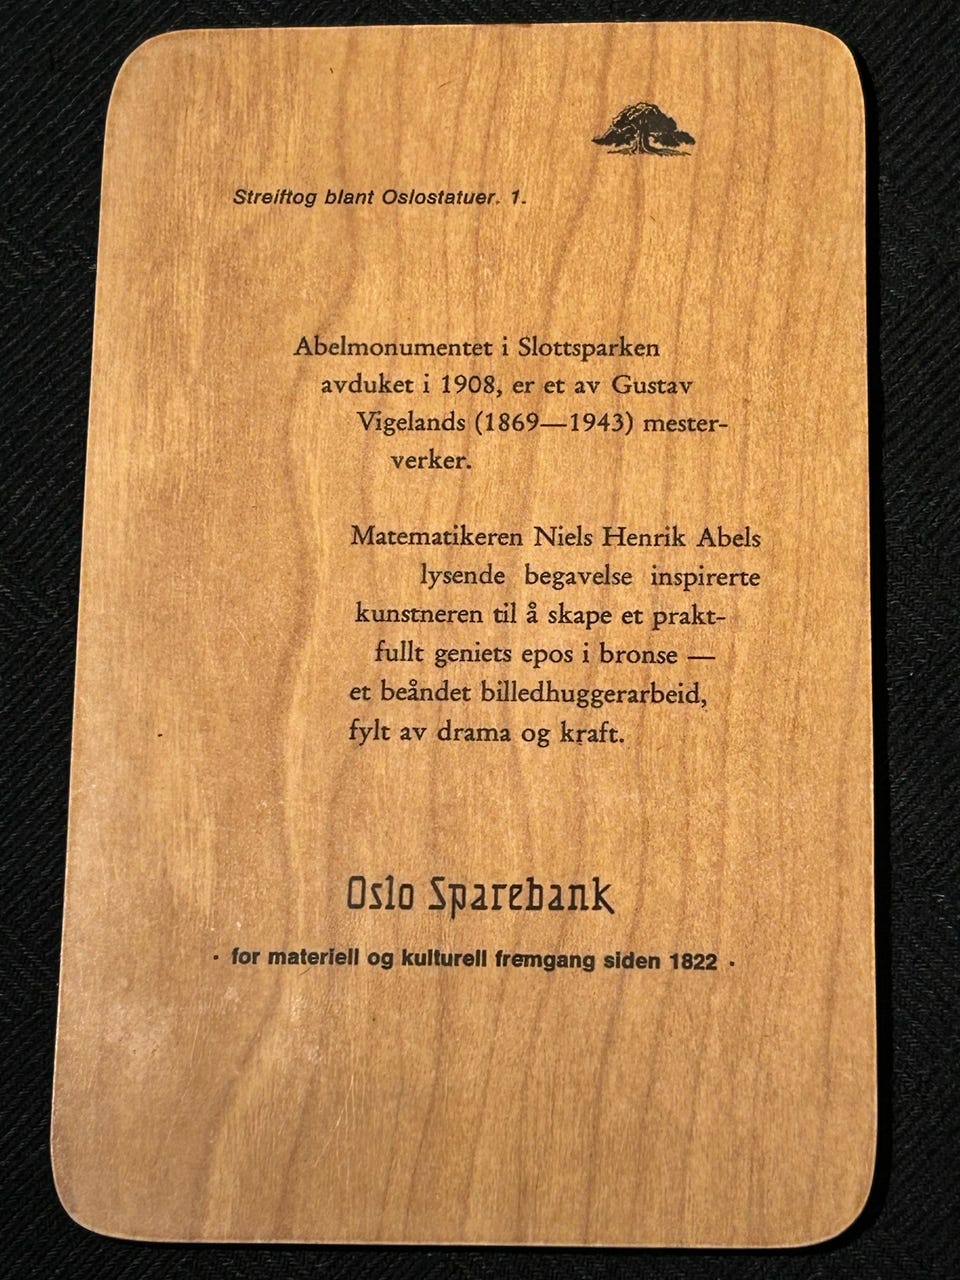 Streiftog blant Oslostatuer. 1.
Abelmonumentet i Slottsparken
avduket i 1908, er et av Gustav
Vigelands (1869—1943) mester-
verker.
Matematikeren Niels Henrik Abels
lysende begavelse inspirerte
kunstneren til å skape et prakt-
fullt geniets epos i bronse —
et beåndet billedhuggerarbeid,
fylt av drama og kraft.
Oslo Sparebank
· for materiell og kulturell fremgang siden 1822 ·